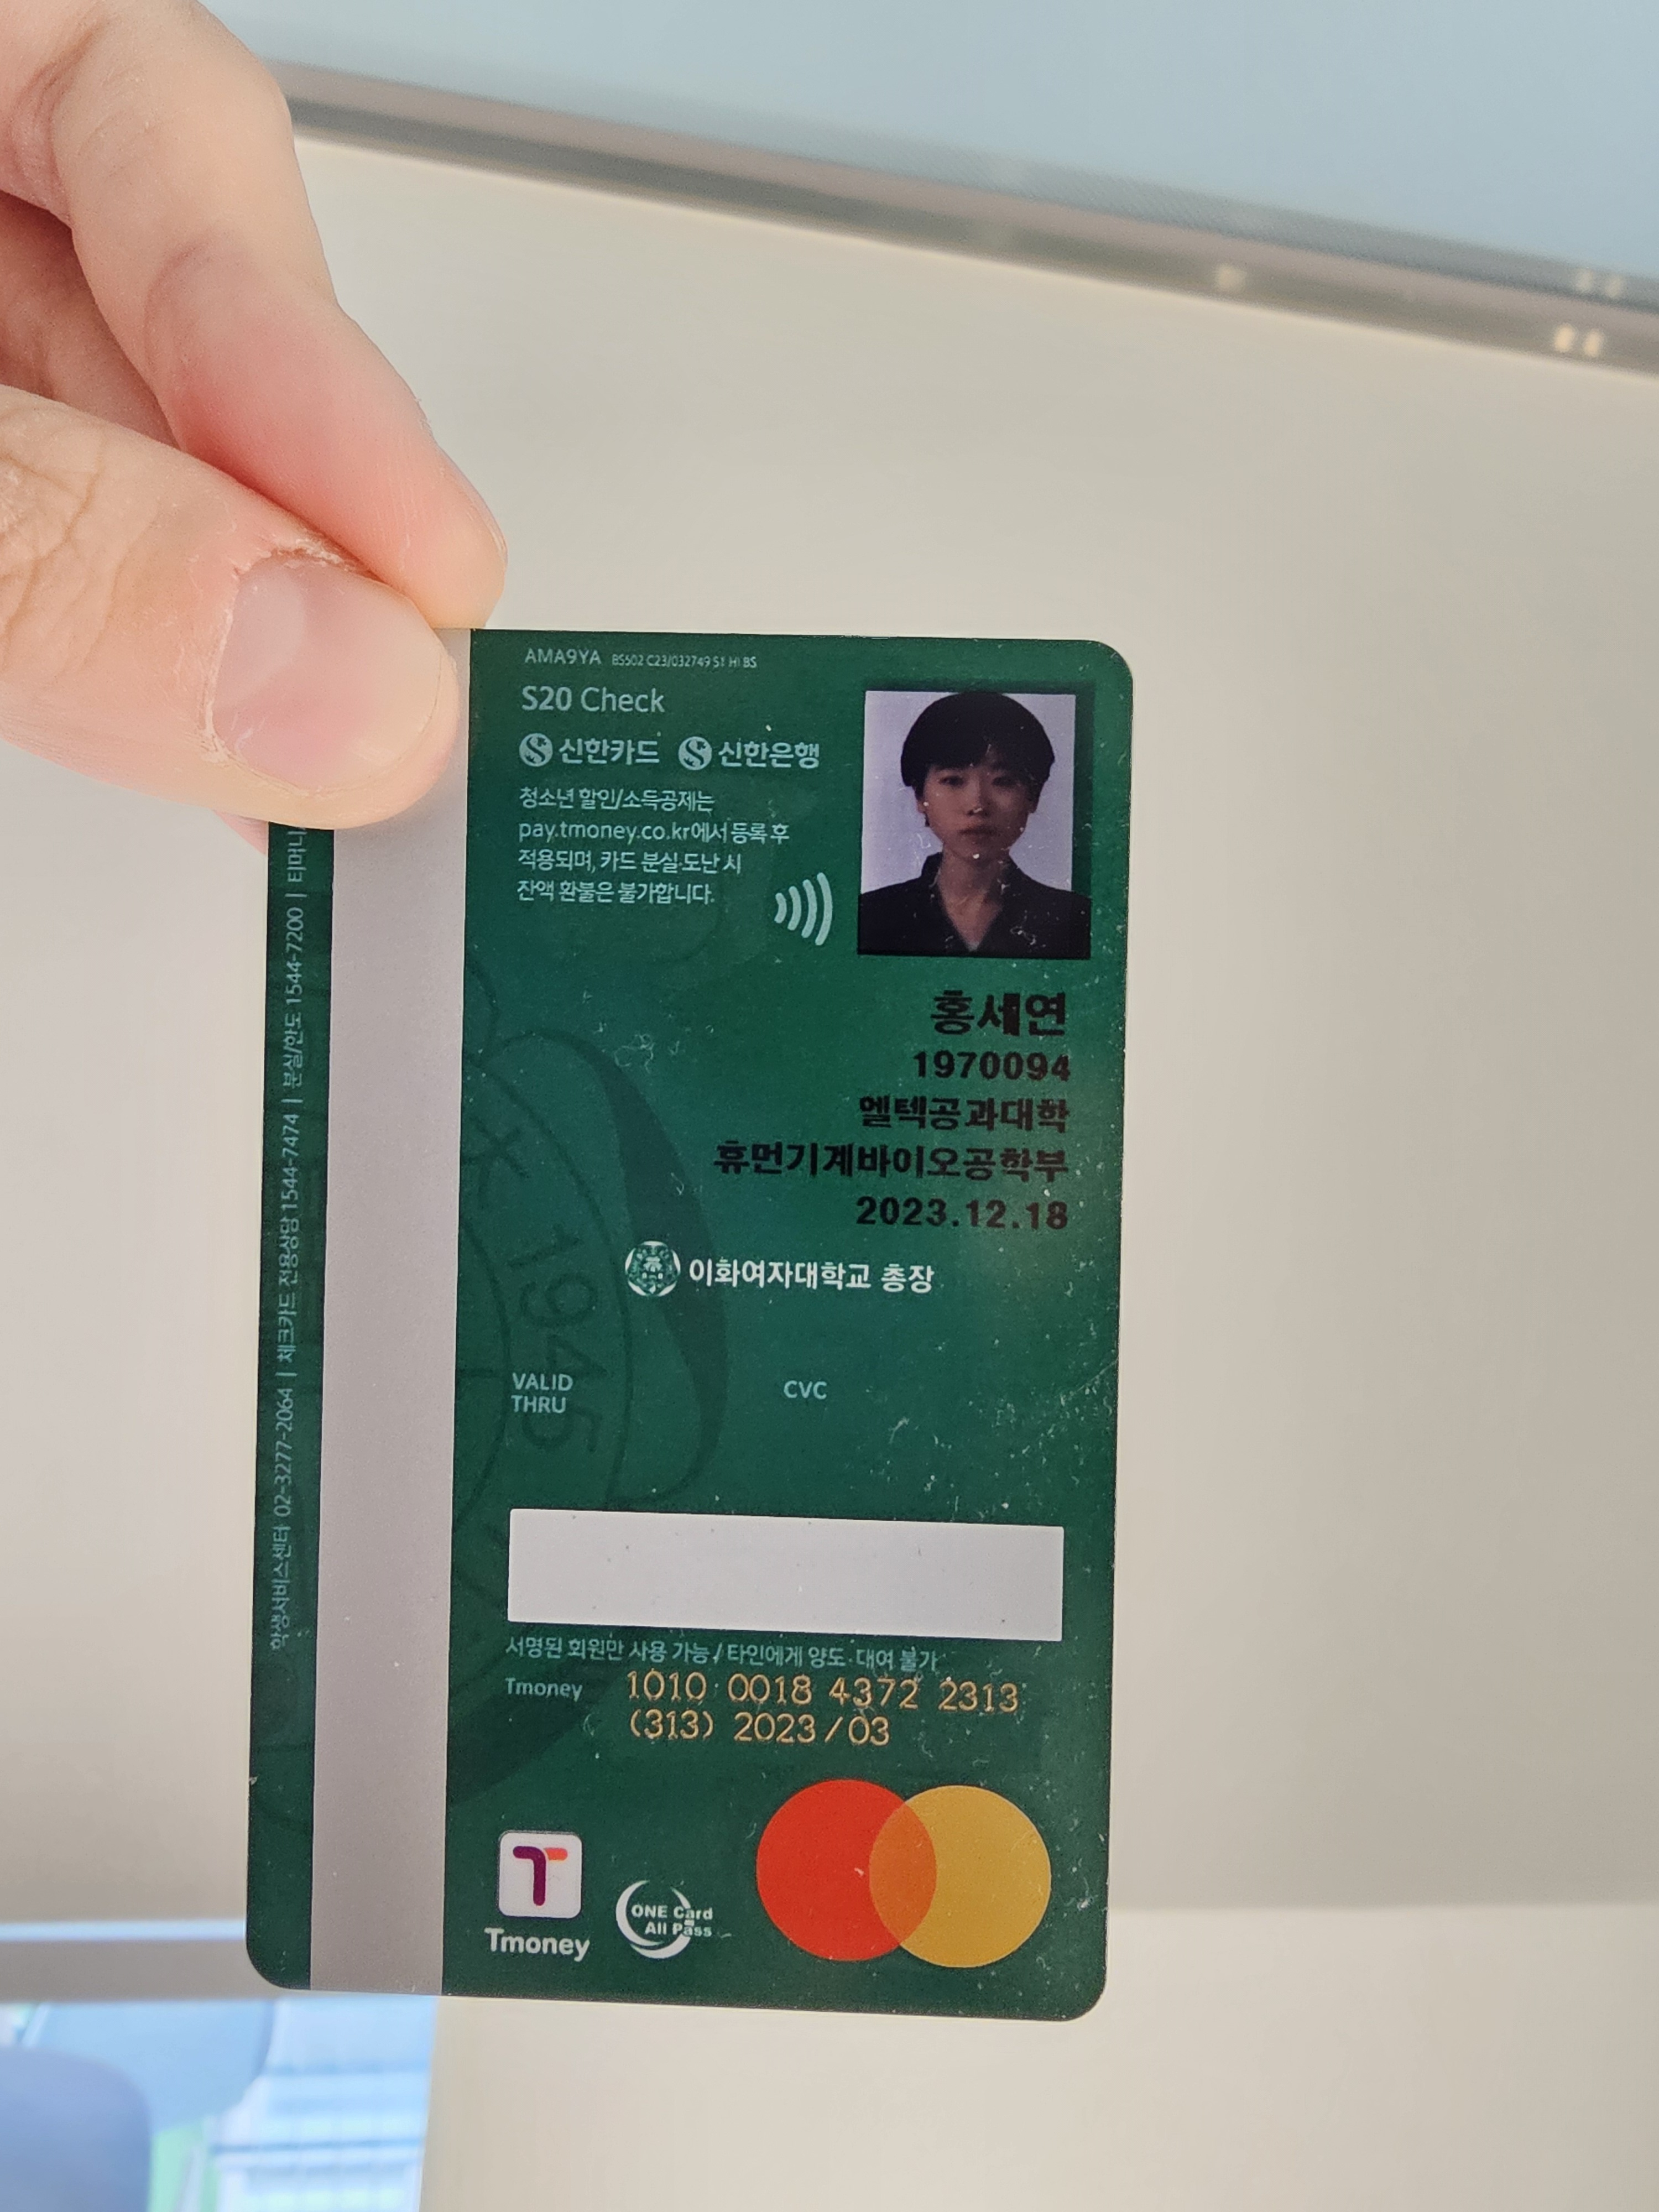 AMA9YA BS502 C23/032749 S1 HI BS
S20 Check
신한카드 신한은행
청소년 할인/소득공제는
pay.tmoney.co.kr에서 등록 후
적용되며, 카드 분실·도난 시
잔액 환불은 불가합니다.
홍세연
1970094
엘텍공과대학
휴먼기계바이오공학부
2023.12.18
이화여자대학교 총장
1945
VALID
THRU
CVC
서명된 회원만 사용 가능 / 타인에게 양도·대여 불가
Tmoney 1010 0018 4372 2313
(313) 2023/03
T
Tmoney
ONE Card
All Pass
학생서비스센터 02-3277-2064 | 체크카드 전용상담 1544-7474 | 분실/한도 1544-7200 | 티머니